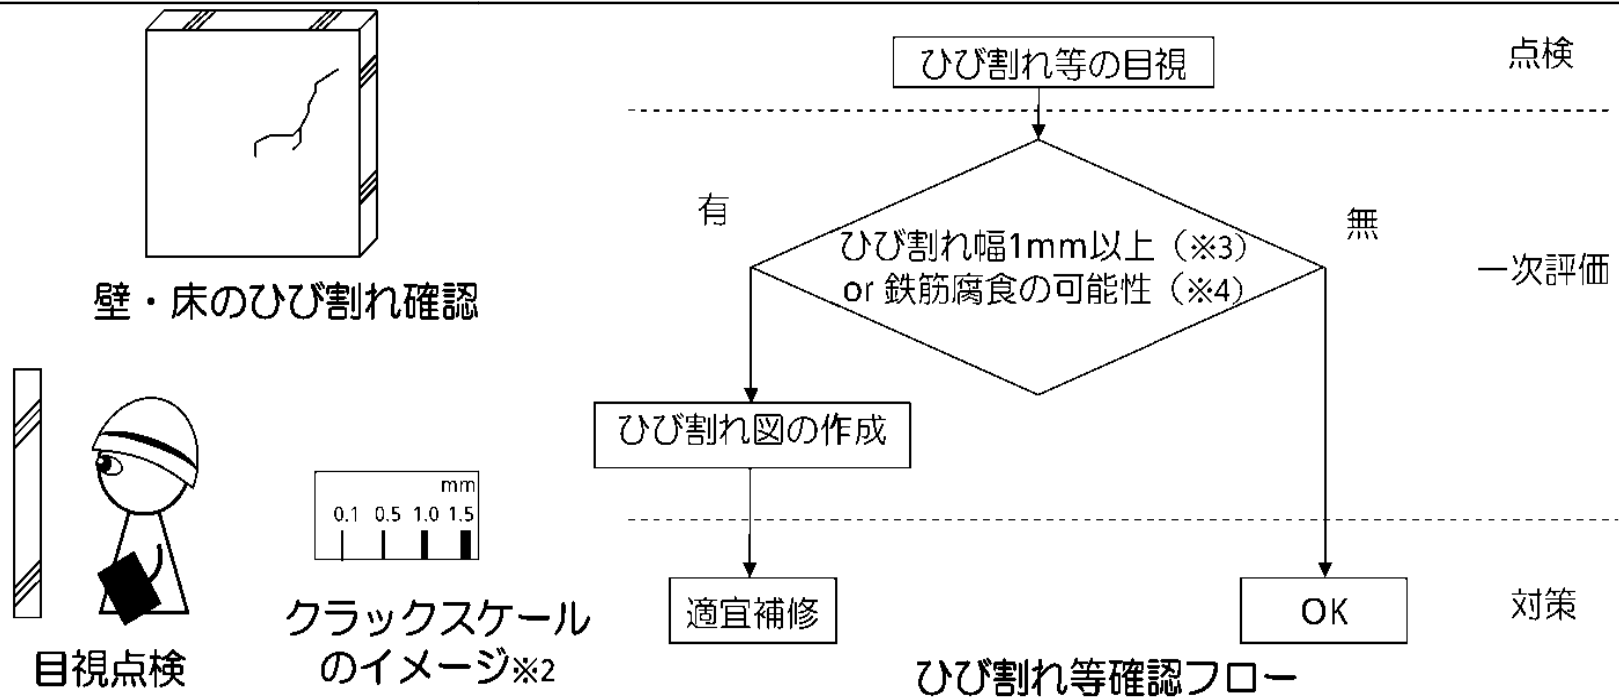 壁・床のひび割れ確認
目視点検
mm
0.1 0.5 1.0 1.5
クラックスケール
のイメージ※2
ひび割れ等の目視
点検
有
無
ひび割れ幅1mm以上（※3）
or 鉄筋腐食の可能性（※4）
一次評価
ひび割れ図の作成
適宜補修
OK
対策
ひび割れ等確認フロー